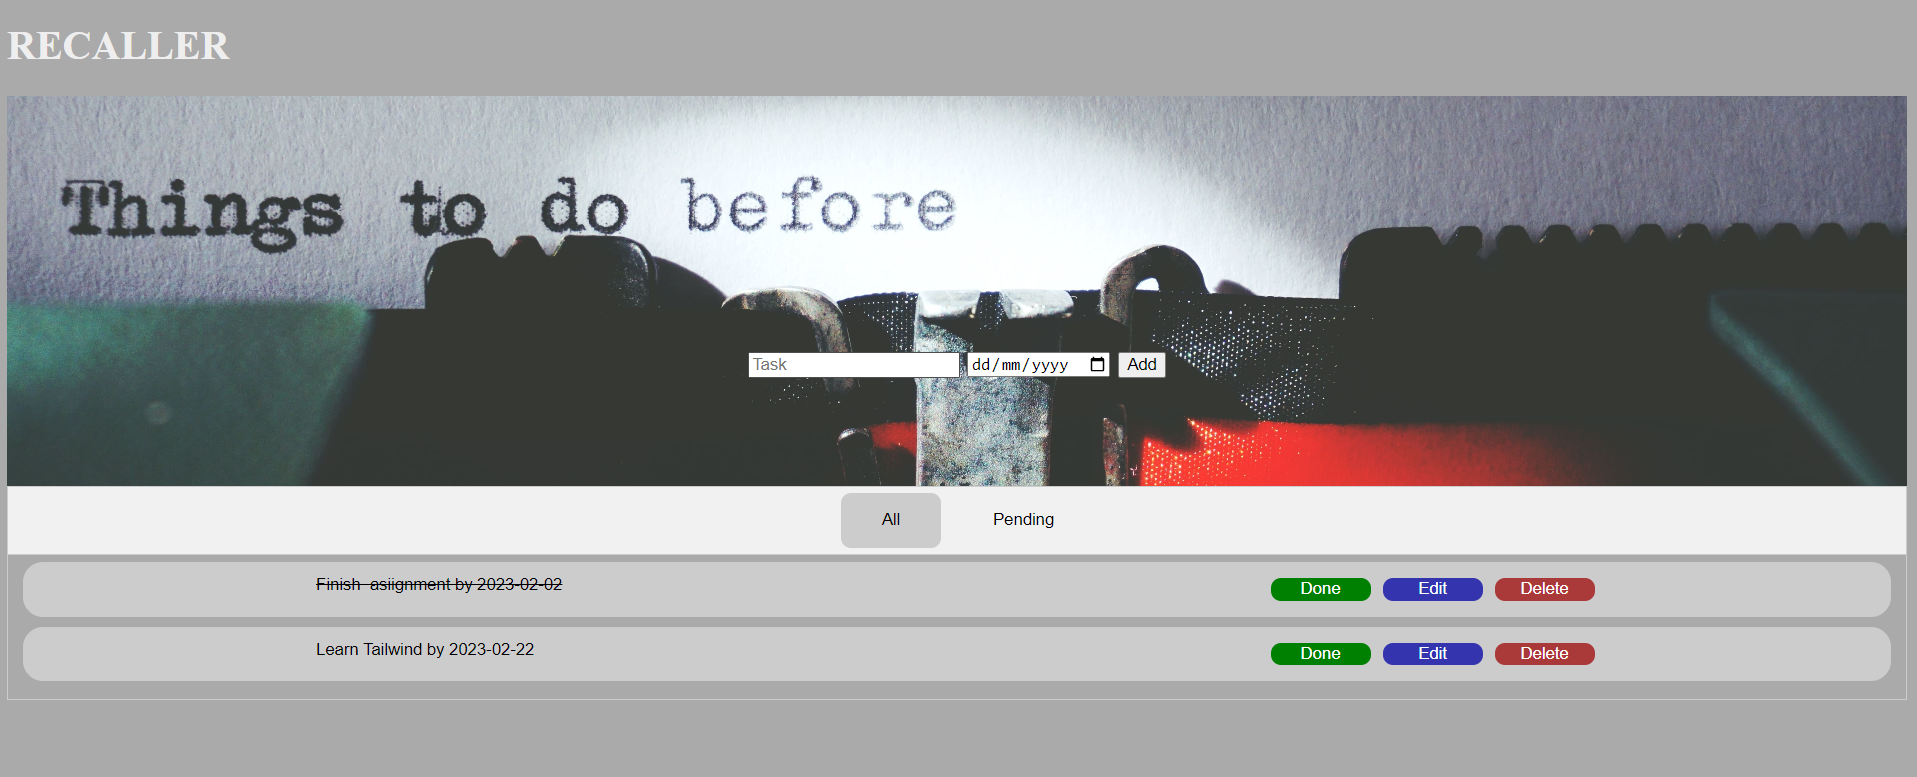 RECALLER
Things to do before
Task dd/mm/yyyy Add
All Pending
Finish asiignment by 2023-02-02 Done Edit Delete
Learn Tailwind by 2023-02-22 Done Edit Delete